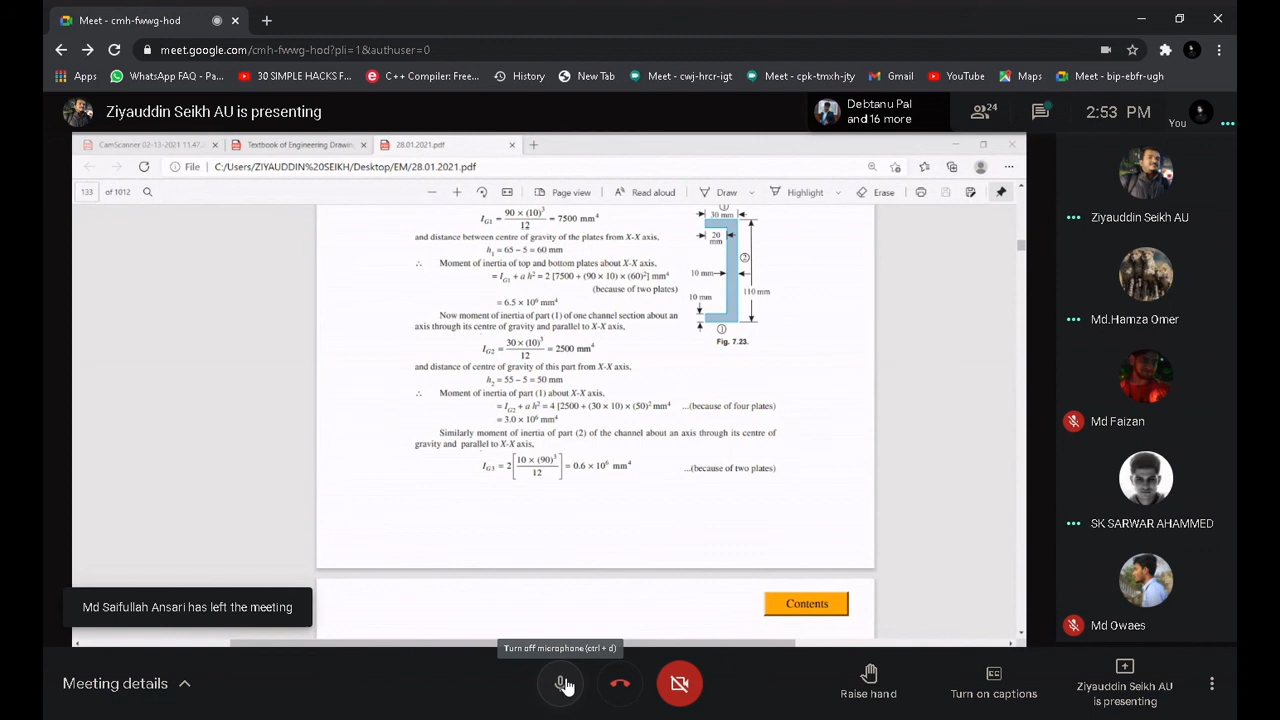 Meet - cmh-fwwg-hod
meet.google.com/cmh-fwwg-hod?pli=1&authuser=0
Apps WhatsApp FAQ - Pa... 30 SIMPLE HACKS F... C++ Compiler: Free... History New Tab Meet - cwj-hrcr-igt Meet - cpk-tmxh-jty Gmail YouTube Maps Meet - bip-ebfr-ugh
Ziyauddin Seikh AU is presenting
Debtanu Pal
and 16 more
24
2:53 PM
You
CamScanner 02-13-2021 11.47... Textbook of Engineering Drawin 28.01.2021.pdf
File C:/Users/ZIYAUDDIN%20SEIKH/Desktop/EM/28.01.2021.pdf
133 of 1012 Page view Read aloud Draw Highlight Erase
I_G1 = 90 × (10)³ / 12 = 7500 mm⁴
and distance between centre of gravity of the plates from X-X axis,
h₁ = 65 – 5 = 60 mm
∴ Moment of inertia of top and bottom plates about X-X axis,
= I_G1 + a h² = 2 [7500 + (90 × 10) × (60)²] mm⁴
(because of two plates)
= 6.5 × 10⁶ mm⁴
Now moment of inertia of part (1) of one channel section about an
axis through its centre of gravity and parallel to X-X axis,
I_G2 = 30 × (10)³ / 12 = 2500 mm⁴
and distance of centre of gravity of this part from X-X axis,
h₂ = 55 – 5 = 50 mm
∴ Moment of inertia of part (1) about X-X axis,
= I_G2 + a h² = 4 [2500 + (30 × 10) × (50)² mm⁴ ...(because of four plates)
= 3.0 × 10⁶ mm⁴
Similarly moment of inertia of part (2) of the channel about an axis through its centre of
gravity and parallel to X-X axis,
I_G3 = 2 [10 × (90)³ / 12] = 0.6 × 10⁶ mm⁴ ...(because of two plates)
①
30 mm
20
mm
②
10 mm
110 mm
10 mm
①
Fig. 7.23.
Contents
Ziyauddin Seikh AU
Md.Hamza Omer
Md Faizan
SK SARWAR AHAMMED
Md Owaes
Md Saifullah Ansari has left the meeting
Turn off microphone (ctrl + d)
Meeting details
Raise hand
Turn on captions
Ziyauddin Seikh AU
is presenting